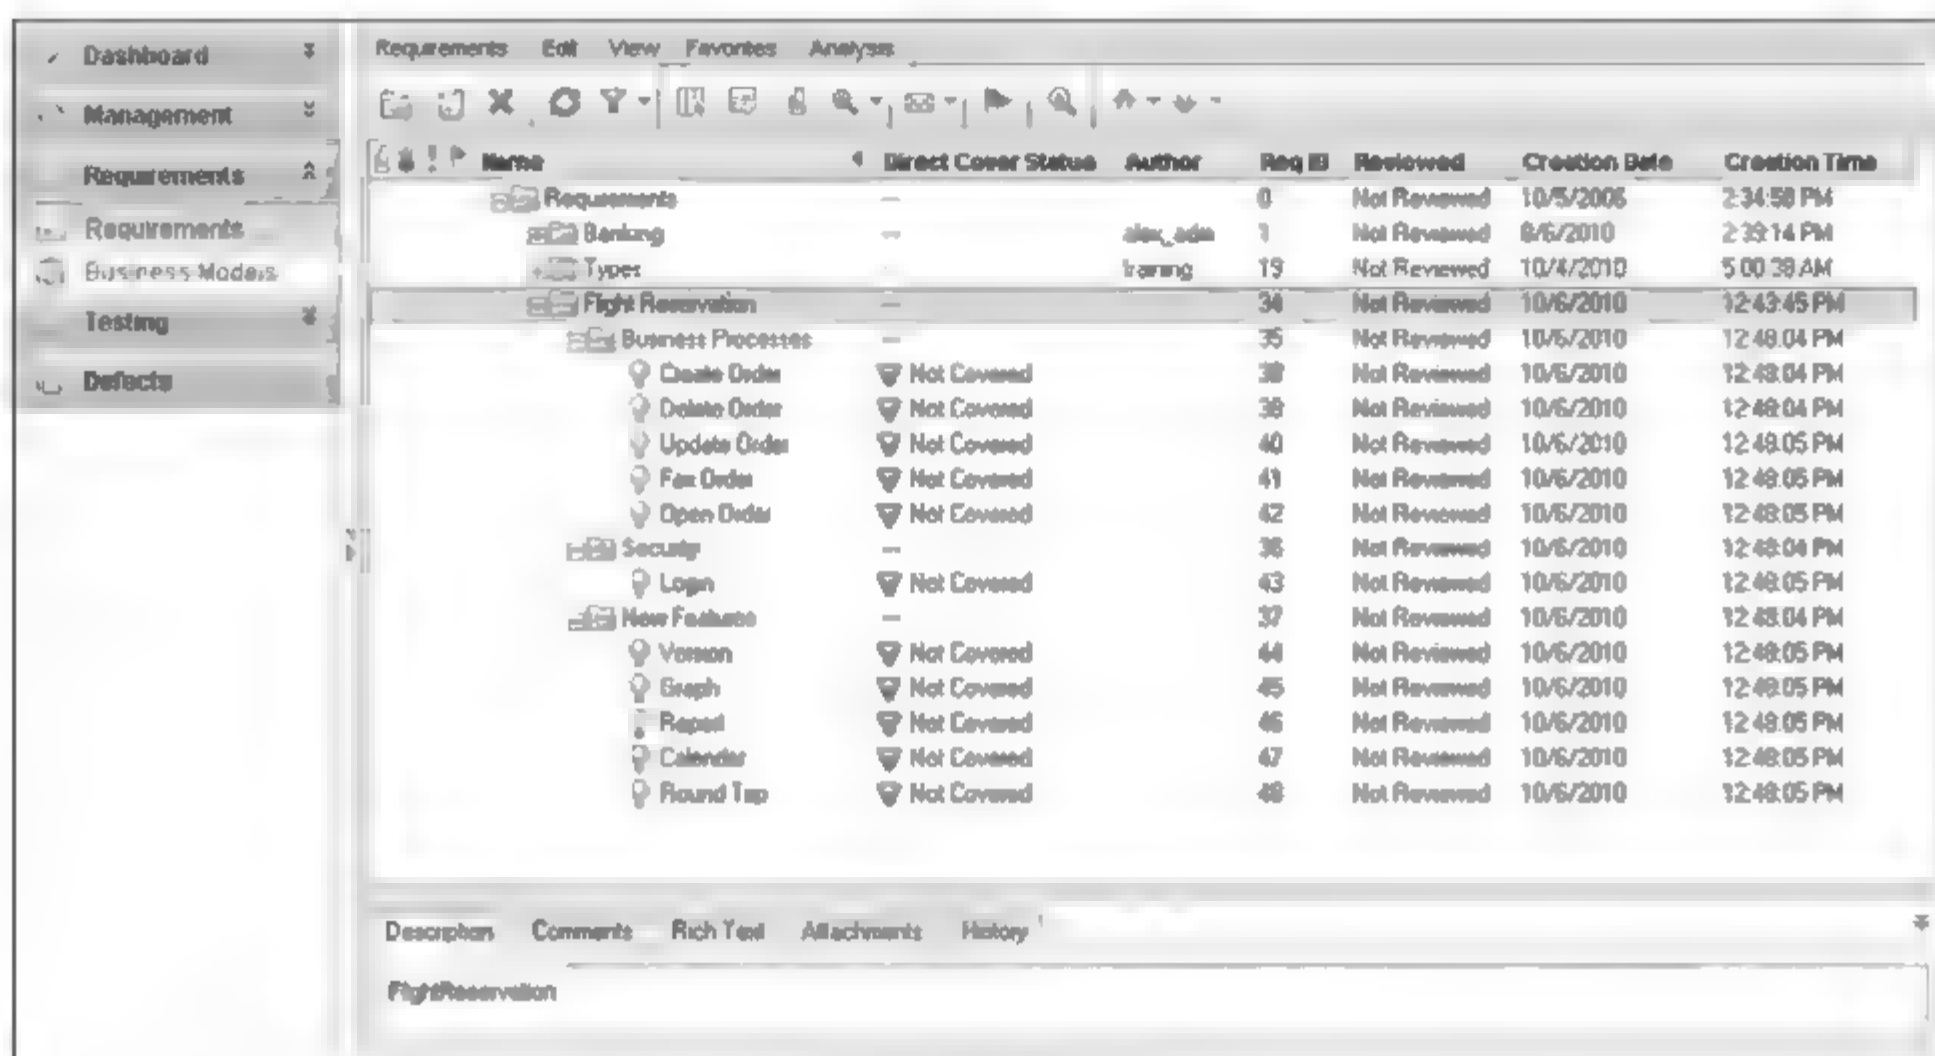 Dashboard
Management
Requirements
Requirements
Business Models
Testing
Defects
Requirements Edit View Favorites Analysis
Name Direct Cover Status Author Req ID Reviewed Creation Date Creation Time
Requirements — 0 Not Reviewed 10/5/2006 2:34:58 PM
Banking — alex_adm 1 Not Reviewed 8/6/2010 2:39:14 PM
Types — training 19 Not Reviewed 10/4/2010 5:00:39 AM
Flight Reservation — 34 Not Reviewed 10/6/2010 12:43:45 PM
Business Processes — 35 Not Reviewed 10/6/2010 12:48:04 PM
Create Order Not Covered 38 Not Reviewed 10/6/2010 12:48:04 PM
Delete Order Not Covered 39 Not Reviewed 10/6/2010 12:48:04 PM
Update Order Not Covered 40 Not Reviewed 10/6/2010 12:48:05 PM
Fax Order Not Covered 41 Not Reviewed 10/6/2010 12:48:05 PM
Open Order Not Covered 42 Not Reviewed 10/6/2010 12:48:05 PM
Security — 36 Not Reviewed 10/6/2010 12:48:04 PM
Login Not Covered 43 Not Reviewed 10/6/2010 12:48:05 PM
New Features — 37 Not Reviewed 10/6/2010 12:48:04 PM
Version Not Covered 44 Not Reviewed 10/6/2010 12:48:05 PM
Graph Not Covered 45 Not Reviewed 10/6/2010 12:48:05 PM
Report Not Covered 46 Not Reviewed 10/6/2010 12:48:05 PM
Calendar Not Covered 47 Not Reviewed 10/6/2010 12:48:05 PM
Round Trip Not Covered 48 Not Reviewed 10/6/2010 12:48:05 PM
Description Comments Rich Text Attachments History
FlightReservation